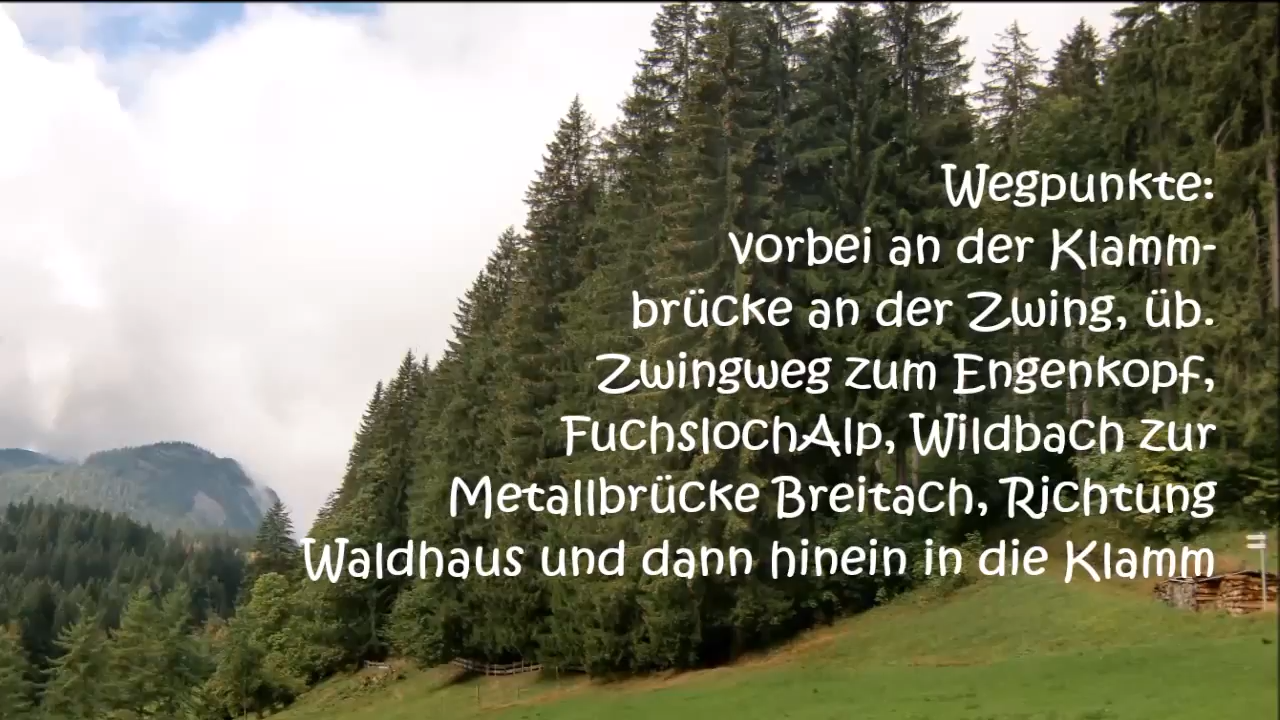 Wegpunkte:
vorbei an der Klamm-
brücke an der Zwing, üb.
Zwingweg zum Engenkopf,
FuchslochAlp, Wildbach zur
Metallbrücke Breitach, Richtung
Waldhaus und dann hinein in die Klamm